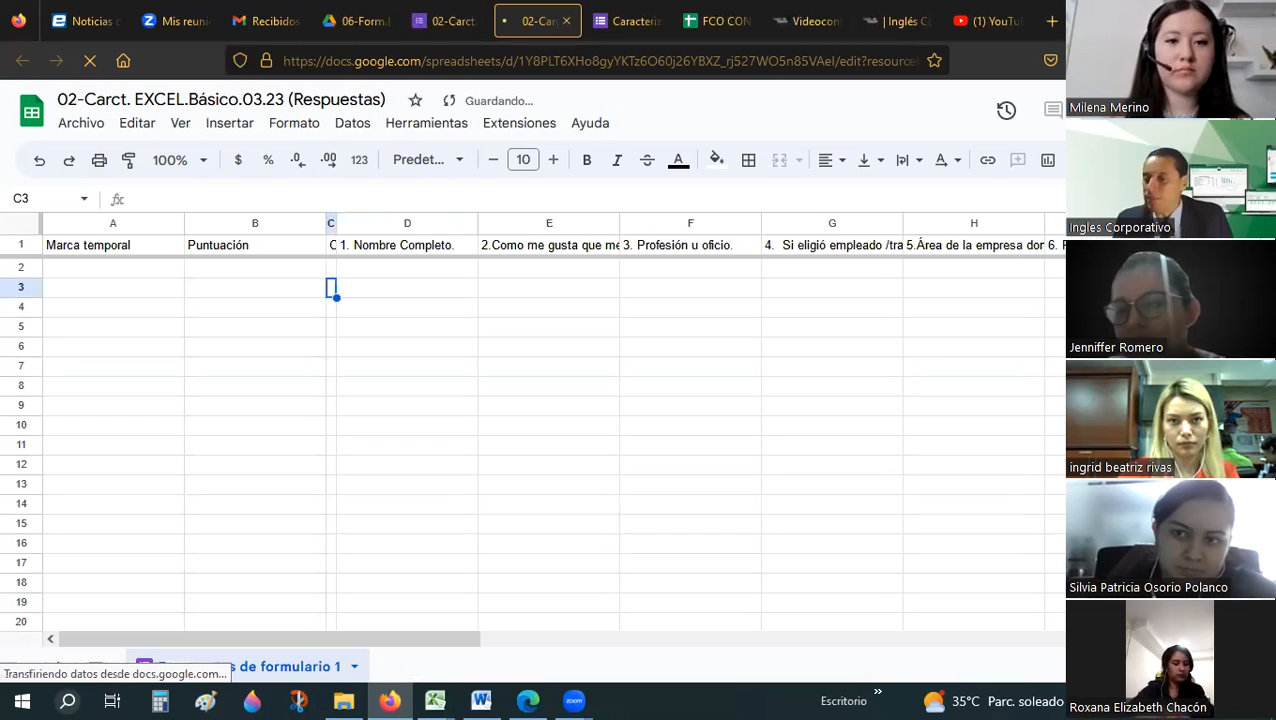 Noticias d
Mis reuni
Recibidos
06-Form.I
02-Carct.
02-Carc
Caracteriz
FCO CON
Videocon
| Inglés C
(1) YouTu
https://docs.google.com/spreadsheets/d/1Y8PLT6XHo8gyYKTz6O60j26YBXZ_rj527WO5n85VAeI/edit?resource
02-Carct. EXCEL.Básico.03.23 (Respuestas)
Guardando...
Archivo Editar Ver Insertar Formato Datos Herramientas Extensiones Ayuda
100% $ % .0 .00 123 Predet... 10 B I S A
C3 fx
A B C D E F G H
1 Marca temporal Puntuación C 1. Nombre Completo. 2.Como me gusta que me 3. Profesión u oficio. 4. Si eligió empleado /tra 5.Área de la empresa don 6.
2
3
4
5
6
7
8
9
10
11
12
13
14
15
16
17
18
19
20
s de formulario 1
Transfiriendo datos desde docs.google.com...
zoom
Escritorio
35°C Parc. soleado
Milena Merino
Ingles Corporativo
Jenniffer Romero
ingrid beatriz rivas
Silvia Patricia Osorio Polanco
Roxana Elizabeth Chacón